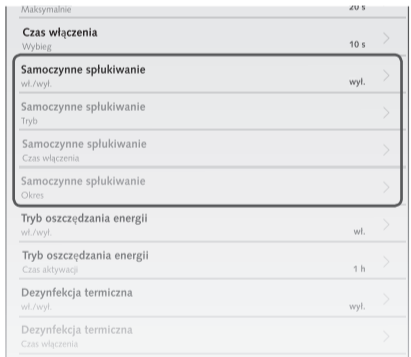 Maksymalnie
20 s
Czas włączenia
Wybieg
10 s
Samoczynne spłukiwanie
wł./wył.
wył.
Samoczynne spłukiwanie
Tryb
Samoczynne spłukiwanie
Czas włączenia
Samoczynne spłukiwanie
Okres
Tryb oszczędzania energii
wł./wył.
wł.
Tryb oszczędzania energii
Czas aktywacji
1 h
Dezynfekcja termiczna
wł./wył.
wył.
Dezynfekcja termiczna
Czas włączenia